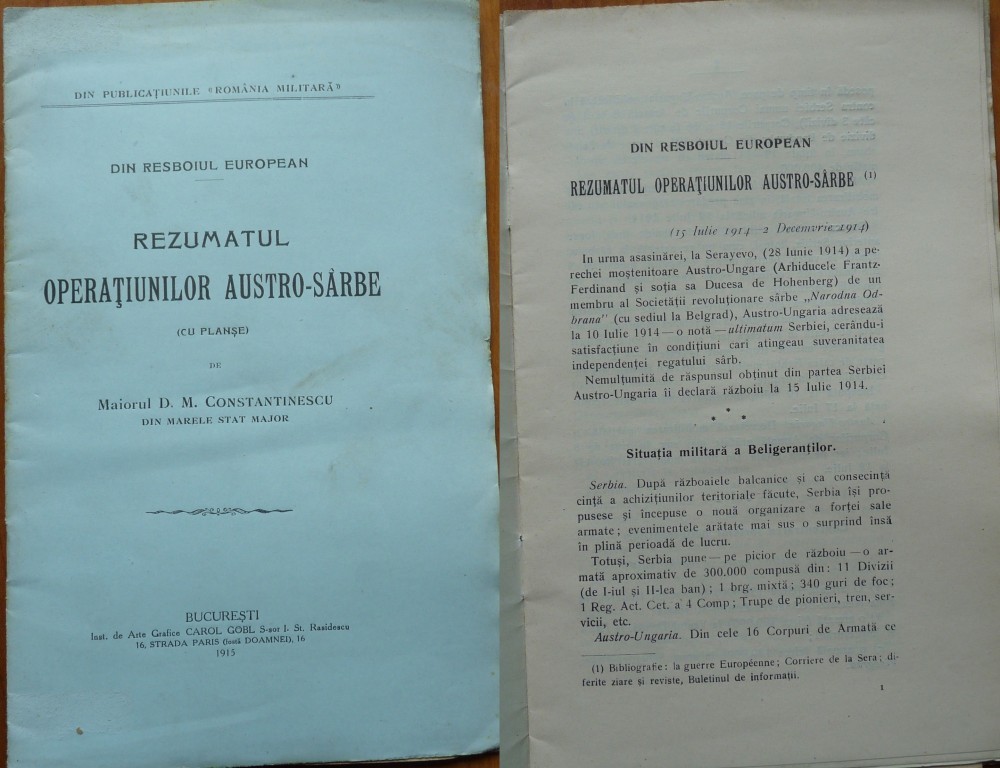 DIN PUBLICAŢIUNILE «ROMÂNIA MILITARĂ»
DIN RESBOIUL EUROPEAN
REZUMATUL
OPERAŢIUNILOR AUSTRO-SÂRBE
(CU PLANŞE)
DE
Maiorul D. M. CONSTANTINESCU
DIN MARELE STAT MAJOR
BUCUREŞTI
Inst. de Arte Grafice CAROL GÖBL S-sor I. St. Rasidescu
16, STRADA PARIS (fostă DOAMNEI), 16
1915
DIN RESBOIUL EUROPEAN
REZUMATUL OPERAŢIUNILOR AUSTRO-SÂRBE (1)
(15 Iulie 1914—2 Decemvrie 1914)
In urma asasinărei, la Serayevo, (28 Iunie 1914) a pe-
rechei moştenitoare Austro-Ungare (Arhiducele Frantz-
Ferdinand şi soţia sa Ducesa de Hohenberg) de un
membru al Societăţii revoluţionare sârbe „Narodna Od-
brana" (cu sediul la Belgrad), Austro-Ungaria adresează
la 10 Iulie 1914—o notă—ultimatum Serbiei, cerându-i
satisfacţiune în condiţiuni cari atingeau suveranitatea
independenţei regatului sârb.
Nemulţumită de răspunsul obţinut din partea Serbiei
Austro-Ungaria îi declară războiu la 15 Iulie 1914.
* * *
Situaţia militară a Beligeranţilor.
Serbia. După războaiele balcanice şi ca consecinţă
cinţă a achiziţiunilor teritoriale făcute, Serbia îşi pro-
pusese şi începuse o nouă organizare a forţei sale
armate; evenimentele arătate mai sus o surprind însă
în plină perioadă de lucru.
Totuşi, Serbia pune—pe picior de războiu—o ar-
mată aproximativ de 300.000 compusă din: 11 Divizii
(de I-iul şi II-lea ban); 1 brg. mixtă; 340 guri de foc;
1 Reg. Act. Cet. a 4 Comp; Trupe de pionieri, tren, ser-
vicii, etc.
Austro-Ungaria. Din cele 16 Corpuri de Armată ce
(1) Bibliografie: la guerre Européenne; Corriere de la Sera; di-
ferite ziare şi reviste, Buletinul de informaţii.
1